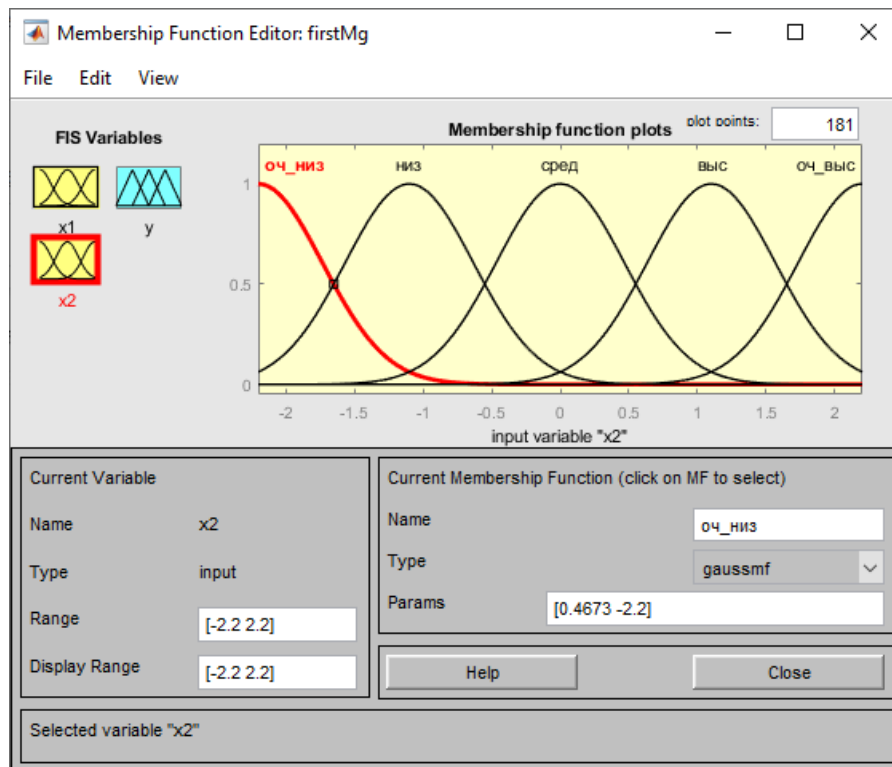 Membership Function Editor: firstMg
File Edit View
FIS Variables
x1
y
x2
Membership function plots
plot points:
181
оч_низ низ сред выс оч_выс
1
0.5
0
-2 -1.5 -1 -0.5 0 0.5 1 1.5 2
input variable "x2"
Current Variable
Name x2
Type input
Range [-2.2 2.2]
Display Range [-2.2 2.2]
Current Membership Function (click on MF to select)
Name оч_низ
Type gaussmf
Params [0.4673 -2.2]
Help Close
Selected variable "x2"